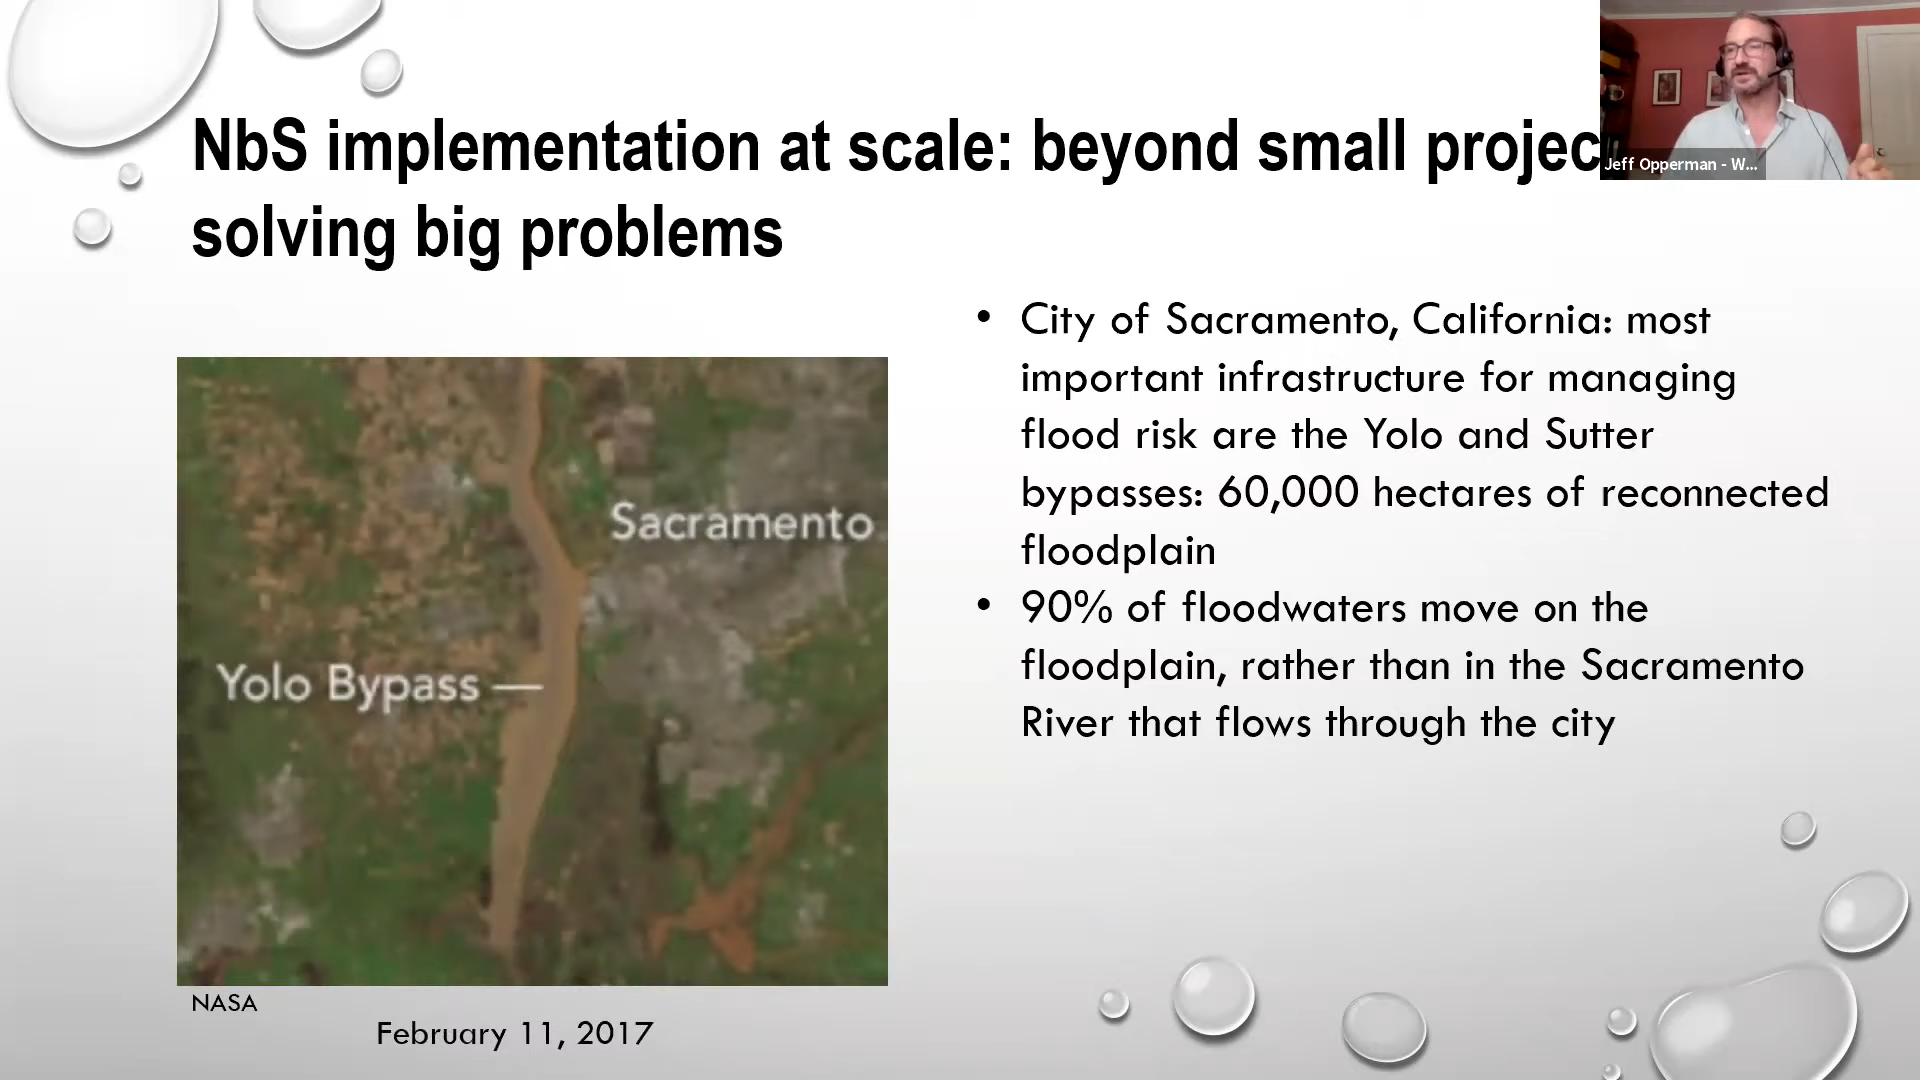 NbS implementation at scale: beyond small projec
solving big problems
Jeff Opperman - W...
• City of Sacramento, California: most
important infrastructure for managing
flood risk are the Yolo and Sutter
bypasses: 60,000 hectares of reconnected
floodplain
• 90% of floodwaters move on the
floodplain, rather than in the Sacramento
River that flows through the city
Sacramento
Yolo Bypass
NASA
February 11, 2017